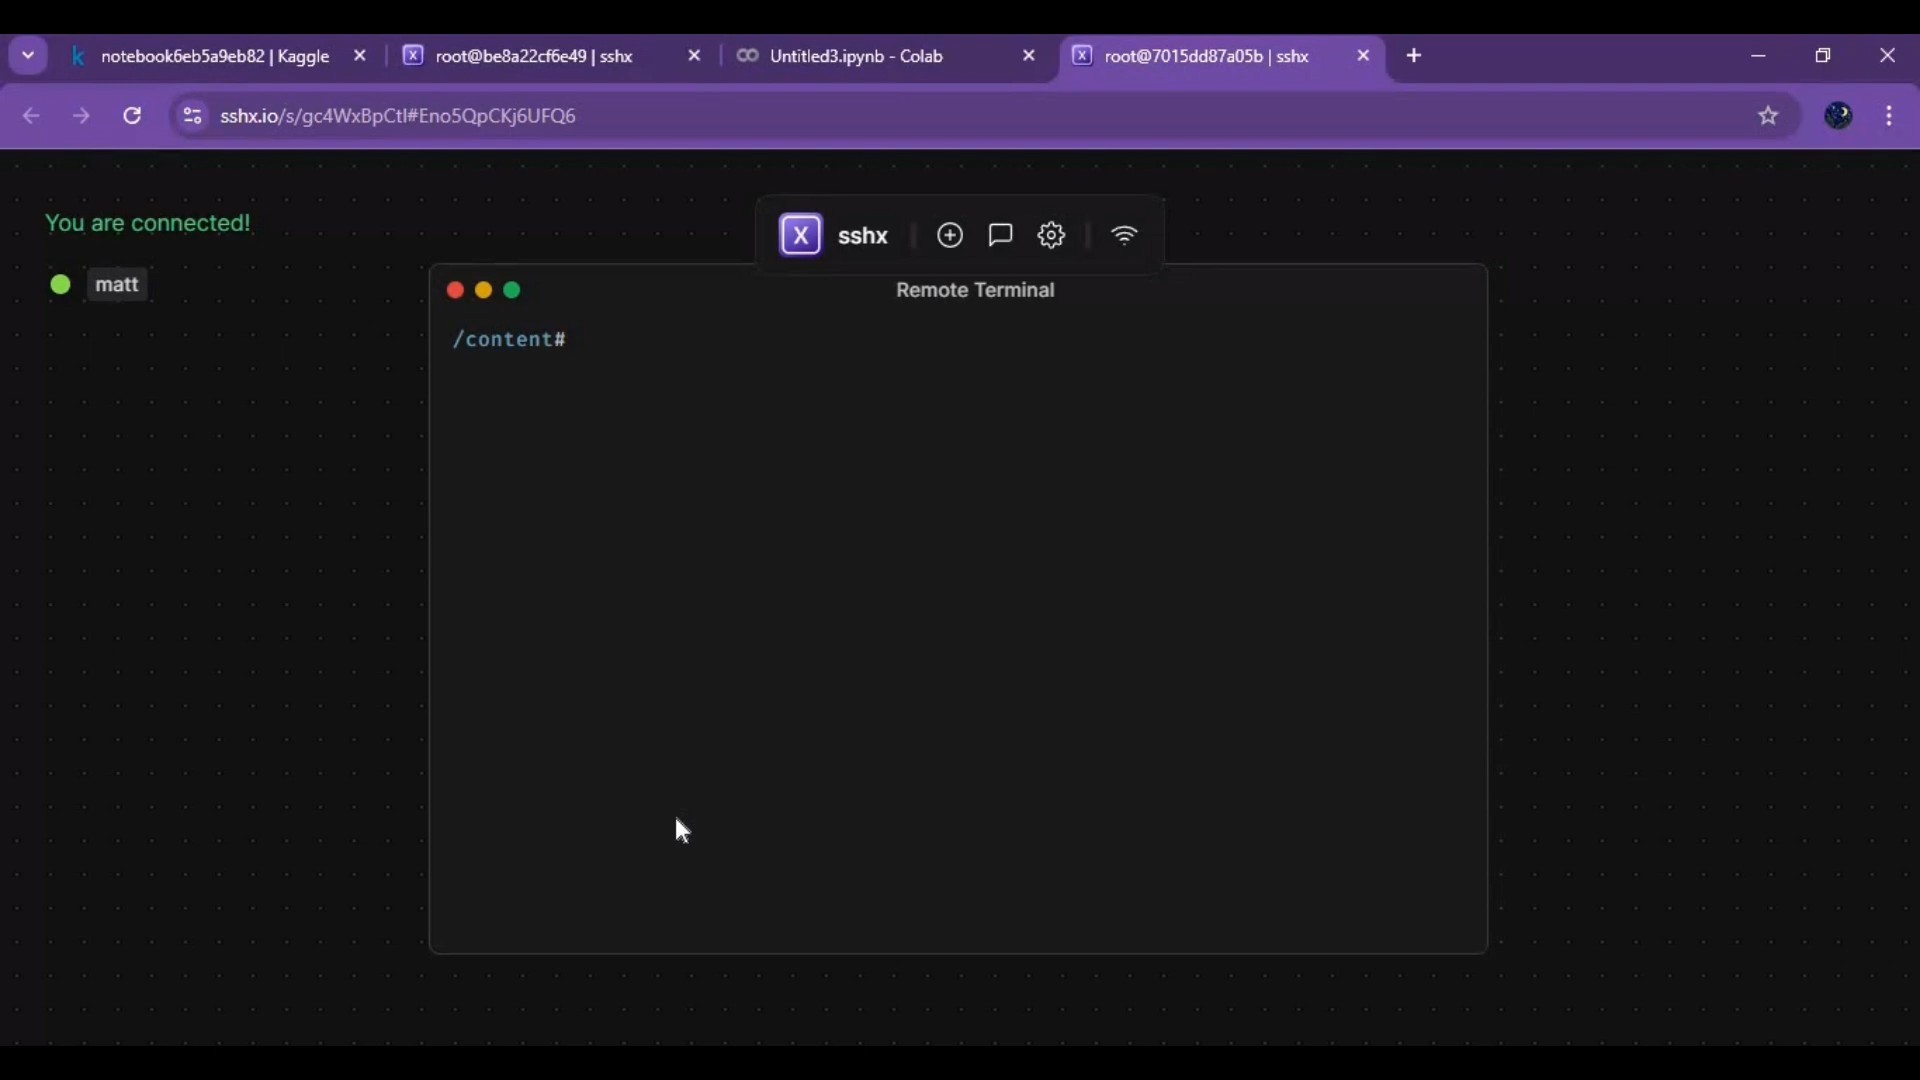 notebook6eb5a9eb82 | Kaggle
root@be8a22cf6e49 | sshx
Untitled3.ipynb - Colab
root@7015dd87a05b | sshx
sshx.io/s/gc4WxBpCtl#Eno5QpCKj6UFQ6
You are connected!
X sshx
matt
Remote Terminal
/content#